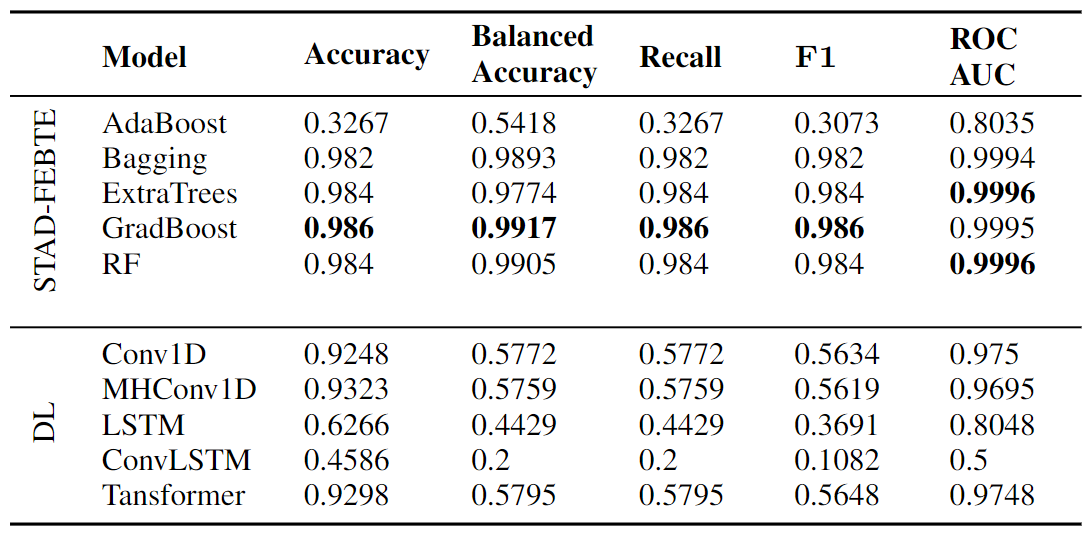 Model Accuracy Balanced Accuracy Recall F1 ROC AUC
STAD-FEBTE
AdaBoost 0.3267 0.5418 0.3267 0.3073 0.8035
Bagging 0.982 0.9893 0.982 0.982 0.9994
ExtraTrees 0.984 0.9774 0.984 0.984 0.9996
GradBoost 0.986 0.9917 0.986 0.986 0.9995
RF 0.984 0.9905 0.984 0.984 0.9996
DL
Conv1D 0.9248 0.5772 0.5772 0.5634 0.975
MHConv1D 0.9323 0.5759 0.5759 0.5619 0.9695
LSTM 0.6266 0.4429 0.4429 0.3691 0.8048
ConvLSTM 0.4586 0.2 0.2 0.1082 0.5
Tansformer 0.9298 0.5795 0.5795 0.5648 0.9748